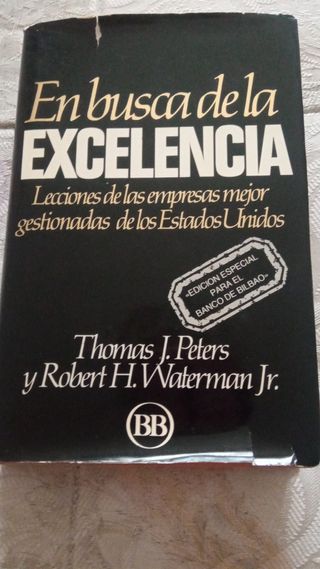 En busca de la
EXCELENCIA
Lecciones de las empresas mejor
gestionadas de los Estados Unidos
«EDICION ESPECIAL
PARA EL
BANCO DE BILBAO»
Thomas J. Peters
y Robert H. Waterman Jr.
BB